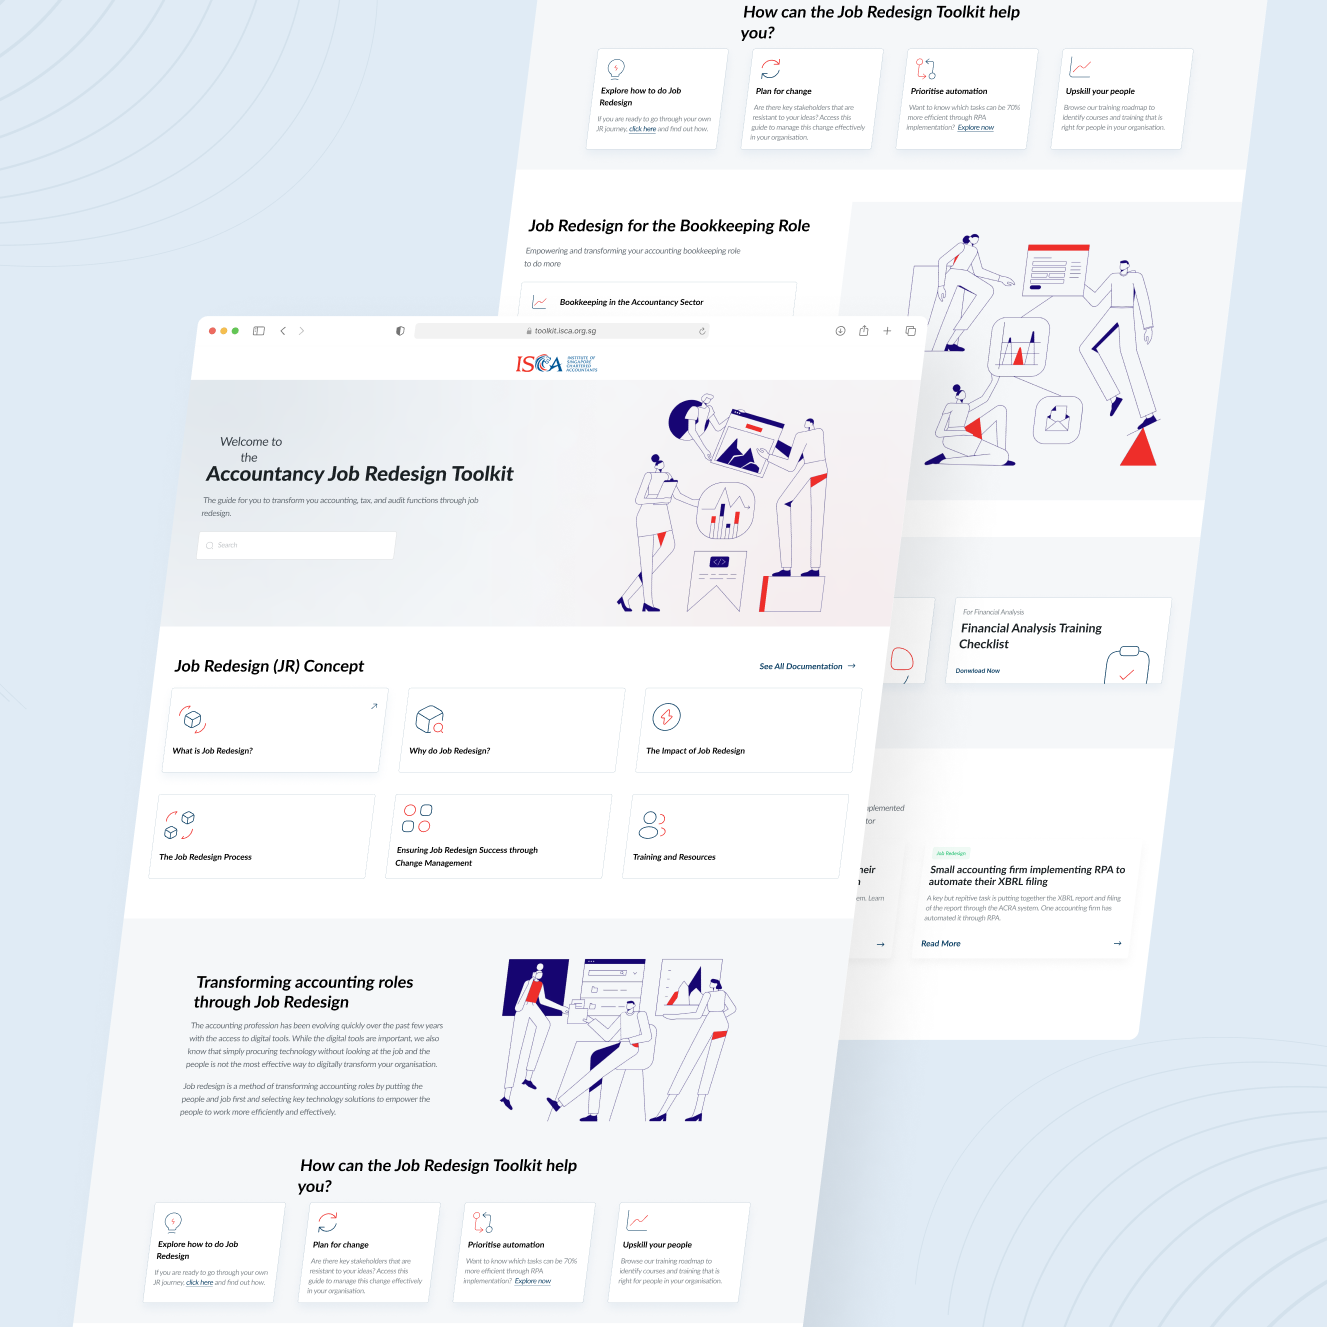 How can the Job Redesign Toolkit help
you?
Explore how to do Job
Redesign
If you are ready to go through your own
JR journey, click here and find out how.
Plan for change
Are there key stakeholders that are
resistant to your ideas? Access this
guide to manage this change effectively
in your organisation.
Prioritise automation
Want to know which tasks can be 70%
more efficient through RPA
implementation? Explore now
Upskill your people
Browse our training roadmap to
identify courses and training that is
right for people in your organisation.
Job Redesign for the Bookkeeping Role
Empowering and transforming your accounting bookkeeping role
to do more
Bookkeeping in the Accountancy Sector
toolkit.isca.org.sg
ISCA
INSTITUTE OF
SINGAPORE
CHARTERED
ACCOUNTANTS
Welcome to
the
Accountancy Job Redesign Toolkit
The guide for you to transform you accounting, tax, and audit functions through job
redesign.
Search
</>
For Financial Analysis
Financial Analysis Training
Checklist
Donwload Now
Job Redesign (JR) Concept
See All Documentation →
What is Job Redesign?
Why do Job Redesign?
The Impact of Job Redesign
The Job Redesign Process
Ensuring Job Redesign Success through
Change Management
Training and Resources
tor
em. Learn
Job Redesign
Small accounting firm implementing RPA to
automate their XBRL filing
A key but repitive task is putting together the XBRL report and filing
of the report through the ACRA system. One accounting firm has
automated it through RPA.
Read More →
Transforming accounting roles
through Job Redesign
The accounting profession has been evolving quickly over the past few years
with the access to digital tools. While the digital tools are important, we also
know that simply procuring technology without looking at the job and the
people is not the most effective way to digitally transform your organisation.
Job redesign is a method of transforming accounting roles by putting the
people and job first and selecting key technology solutions to empower the
people to work more efficiently and effectively.
How can the Job Redesign Toolkit help
you?
Explore how to do Job
Redesign
If you are ready to go through your own
JR journey, click here and find out how.
Plan for change
Are there key stakeholders that are
resistant to your ideas? Access this
guide to manage this change effectively
in your organisation.
Prioritise automation
Want to know which tasks can be 70%
more efficient through RPA
implementation? Explore now
Upskill your people
Browse our training roadmap to
identify courses and training that is
right for people in your organisation.